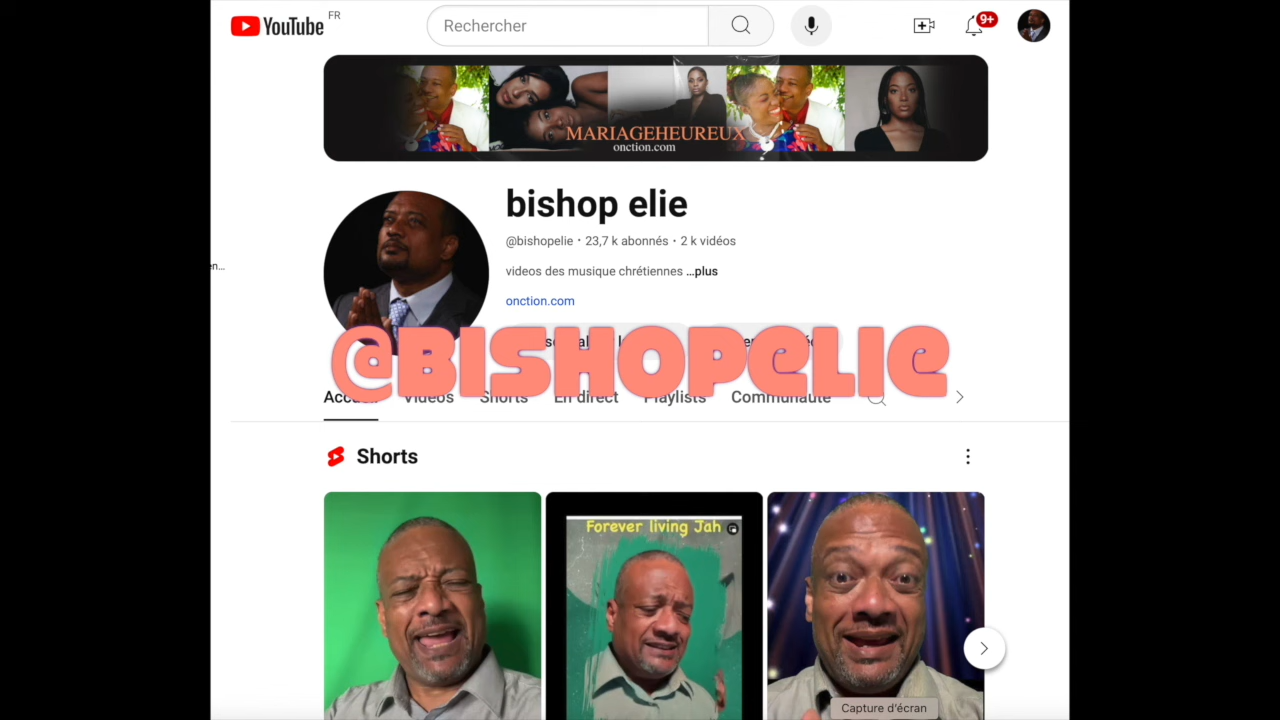 YouTube FR
Rechercher
9+
MARIAGEHEUREUX
onction.com
bishop elie
@bishopelie • 23,7 k abonnés • 2 k vidéos
videos des musique chrétiennes ...plus
en...
onction.com
@BISHOPELIE
Accueil Vidéos Shorts En direct Playlists Communauté
Shorts
Forever living Jah
Capture d'écran